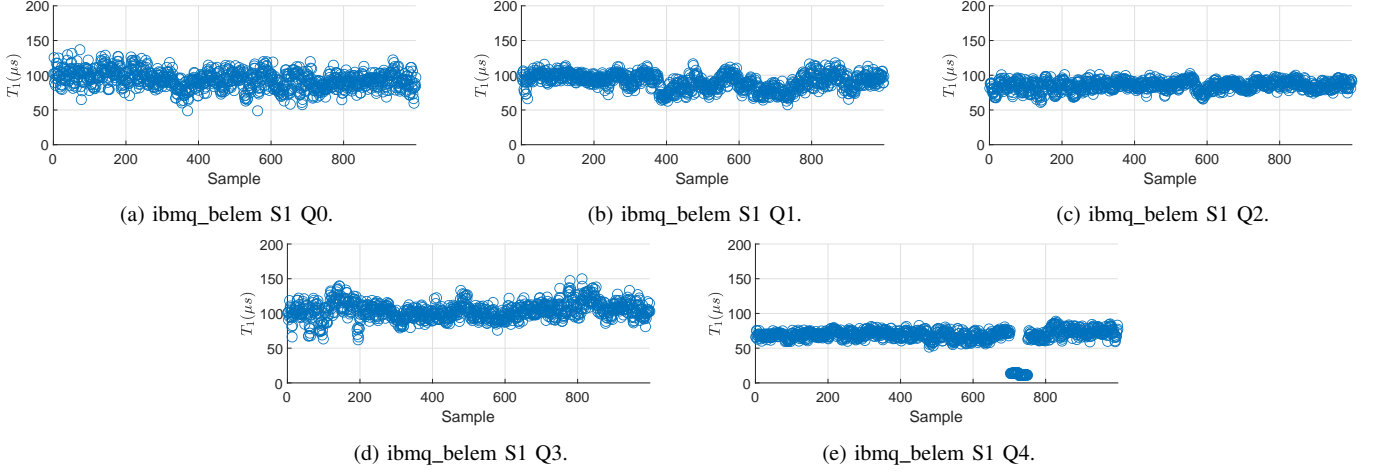 200
150
100
50
0
T₁(μs)
0 200 400 600 800
Sample
(a) ibmq_belem S1 Q0.
200
150
100
50
0
T₁(μs)
0 200 400 600 800
Sample
(b) ibmq_belem S1 Q1.
200
150
100
50
0
T₁(μs)
0 200 400 600 800
Sample
(c) ibmq_belem S1 Q2.
200
150
100
50
0
T₁(μs)
0 200 400 600 800
Sample
(d) ibmq_belem S1 Q3.
200
150
100
50
0
T₁(μs)
0 200 400 600 800
Sample
(e) ibmq_belem S1 Q4.